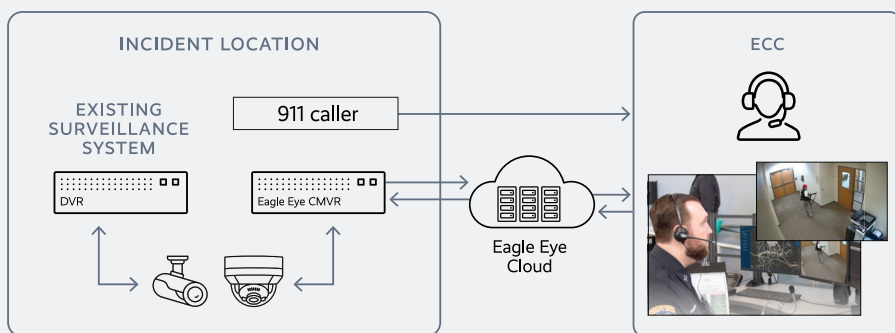 INCIDENT LOCATION
ECC
911 caller
EXISTING
SURVEILLANCE
SYSTEM
DVR
Eagle Eye CMVR
Eagle Eye
Cloud